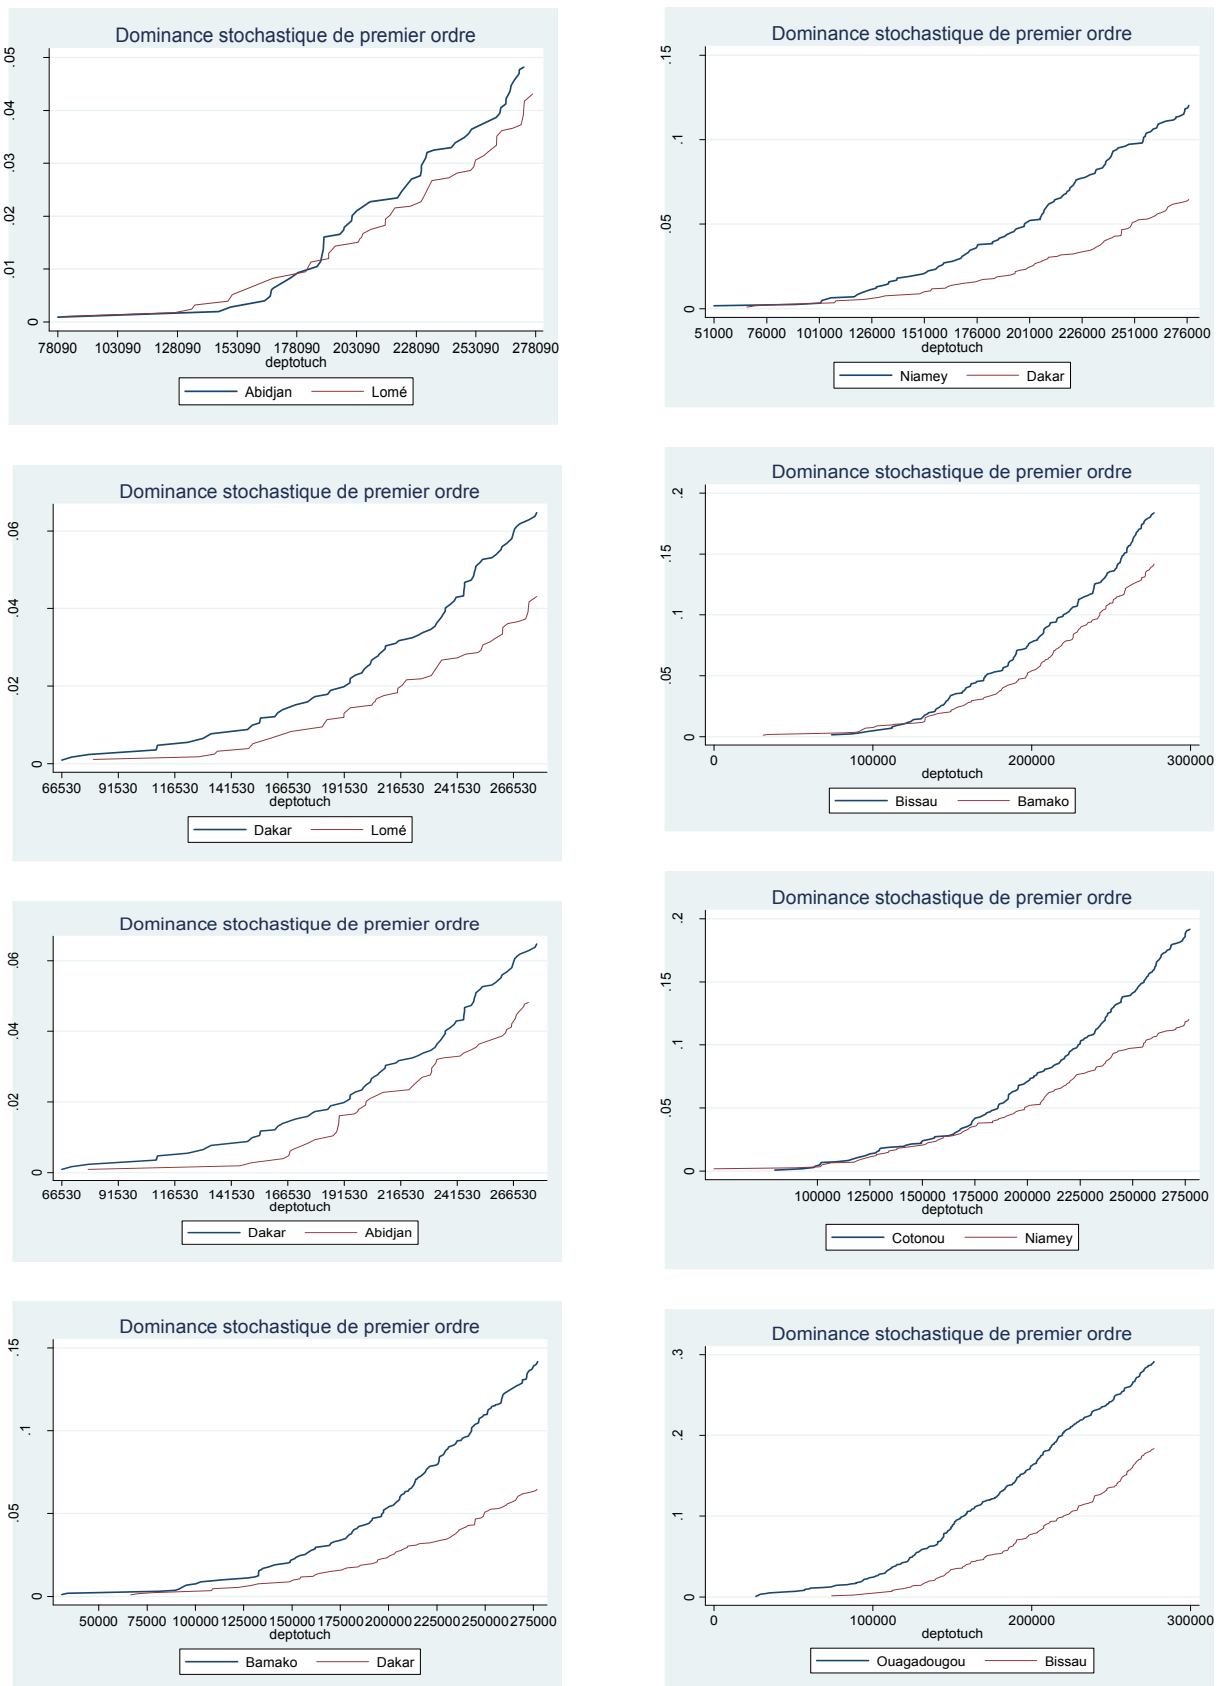 Dominance stochastique de premier ordre
.05
.04
.03
.02
.01
0
78090 103090 128090 153090 178090 203090 228090 253090 278090
deptotuch
Abidjan Lomé
Dominance stochastique de premier ordre
.15
.1
.05
0
51000 76000 101000 126000 151000 176000 201000 226000 251000 276000
deptotuch
Niamey Dakar
Dominance stochastique de premier ordre
.06
.04
.02
0
66530 91530 116530 141530 166530 191530 216530 241530 266530
deptotuch
Dakar Lomé
Dominance stochastique de premier ordre
.2
.15
.1
.05
0
0 100000 200000 300000
deptotuch
Bissau Bamako
Dominance stochastique de premier ordre
.06
.04
.02
0
66530 91530 116530 141530 166530 191530 216530 241530 266530
deptotuch
Dakar Abidjan
Dominance stochastique de premier ordre
.2
.15
.1
.05
0
100000 125000 150000 175000 200000 225000 250000 275000
deptotuch
Cotonou Niamey
Dominance stochastique de premier ordre
.15
.1
.05
0
50000 75000 100000 125000 150000 175000 200000 225000 250000 275000
deptotuch
Bamako Dakar
Dominance stochastique de premier ordre
.3
.2
.1
0
0 100000 200000 300000
deptotuch
Ouagadougou Bissau